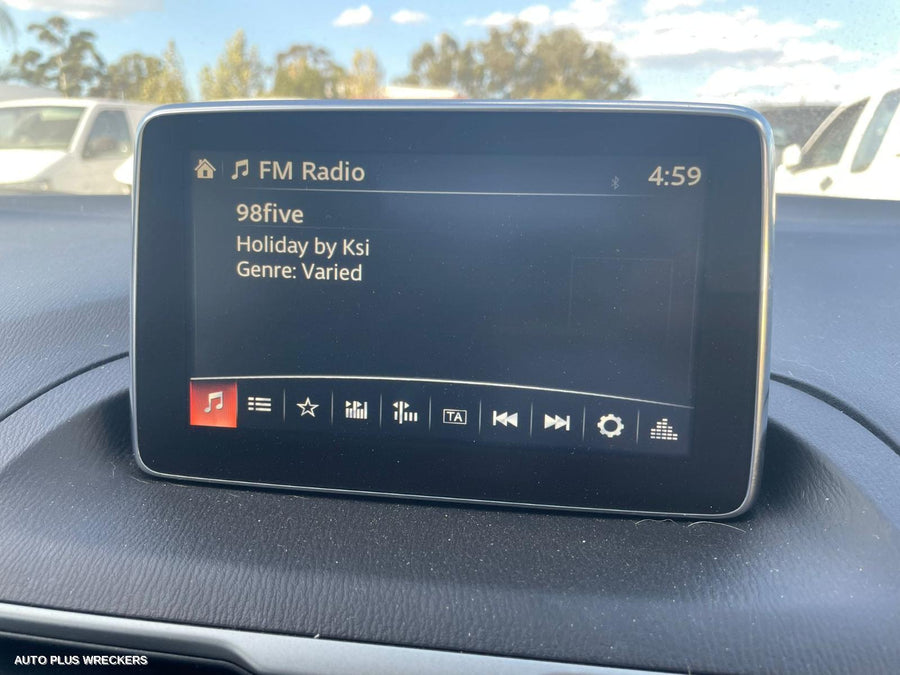 FM Radio
4:59
98five
Holiday by Ksi
Genre: Varied
TA
AUTO PLUS WRECKERS